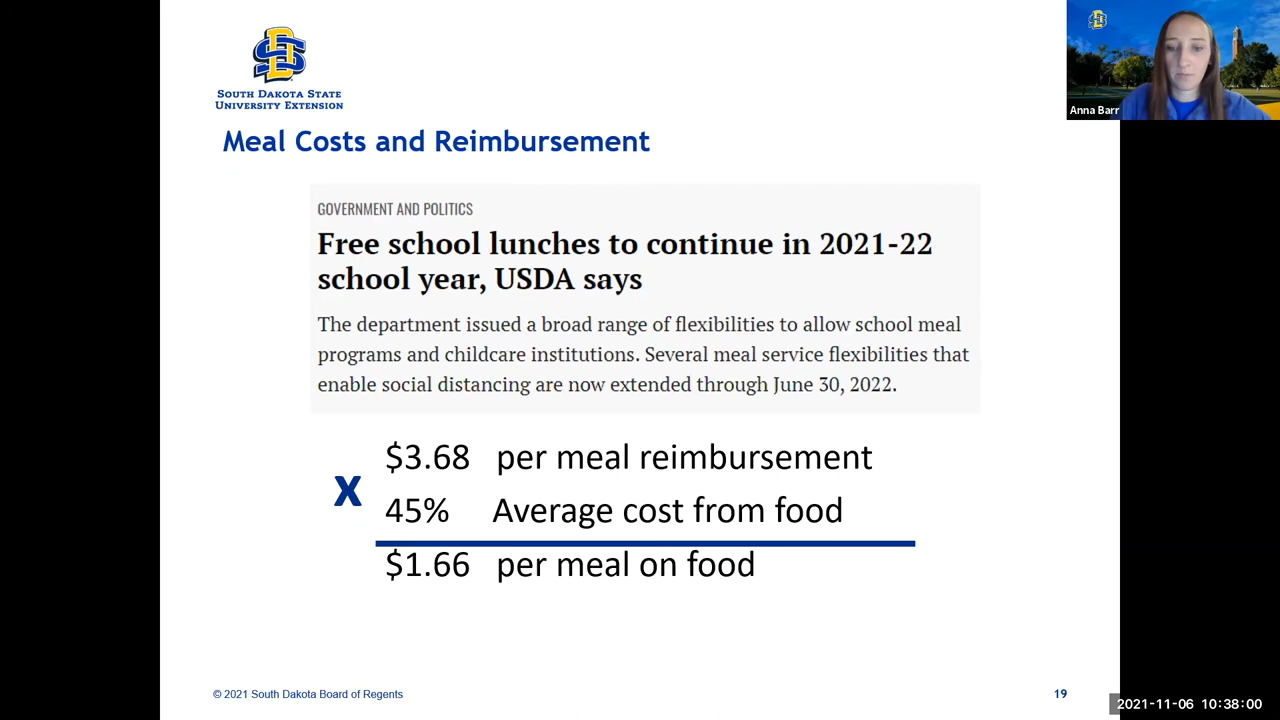 SOUTH DAKOTA STATE
UNIVERSITY EXTENSION
Anna Barr
Meal Costs and Reimbursement
GOVERNMENT AND POLITICS
Free school lunches to continue in 2021-22
school year, USDA says
The department issued a broad range of flexibilities to allow school meal
programs and childcare institutions. Several meal service flexibilities that
enable social distancing are now extended through June 30, 2022.
$3.68 per meal reimbursement
X
45% Average cost from food
$1.66 per meal on food
© 2021 South Dakota Board of Regents
19
2021-11-06 10:38:00